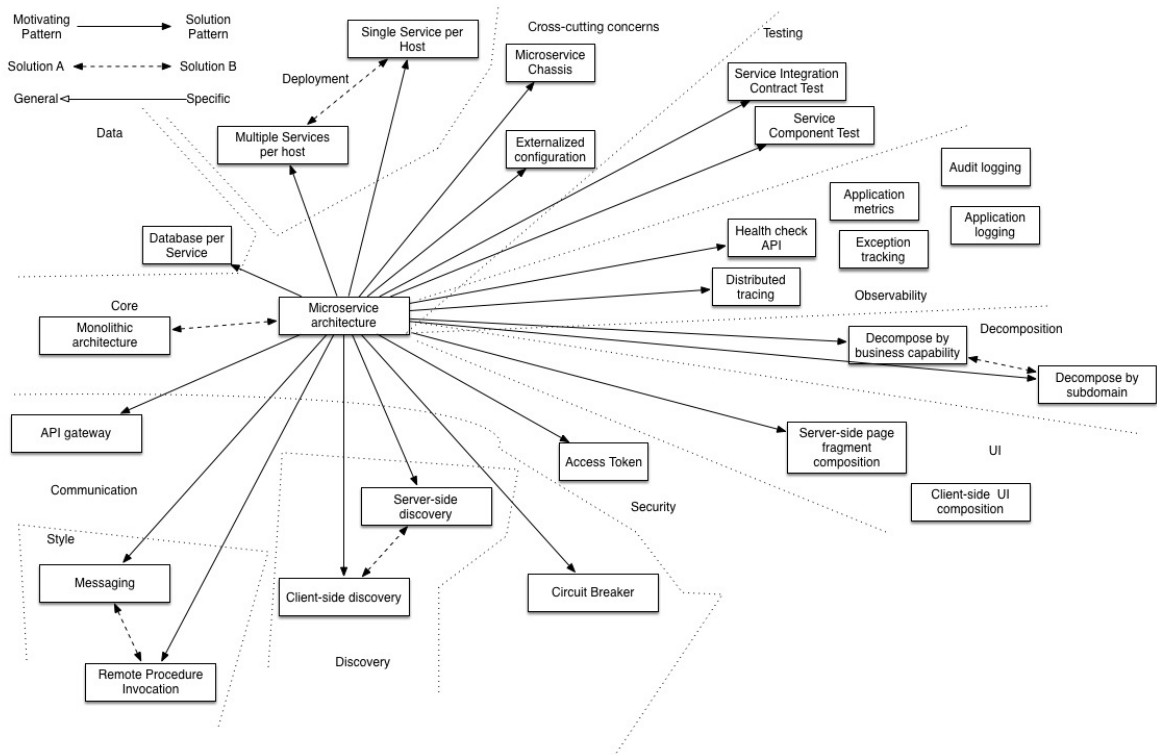 Motivating
Pattern
Solution
Pattern
Solution A
Solution B
General
Specific
Single Service per
Host
Deployment
Multiple Services
per host
Data
Database per
Service
Cross-cutting concerns
Microservice
Chassis
Externalized
configuration
Testing
Service Integration
Contract Test
Service
Component Test
Audit logging
Application
metrics
Application
logging
Health check
API
Exception
tracking
Distributed
tracing
Observability
Core
Monolithic
architecture
Microservice
architecture
Decomposition
Decompose by
business capability
Decompose by
subdomain
API gateway
Server-side page
fragment
composition
UI
Client-side UI
composition
Access Token
Security
Communication
Server-side
discovery
Style
Messaging
Client-side discovery
Circuit Breaker
Discovery
Remote Procedure
Invocation